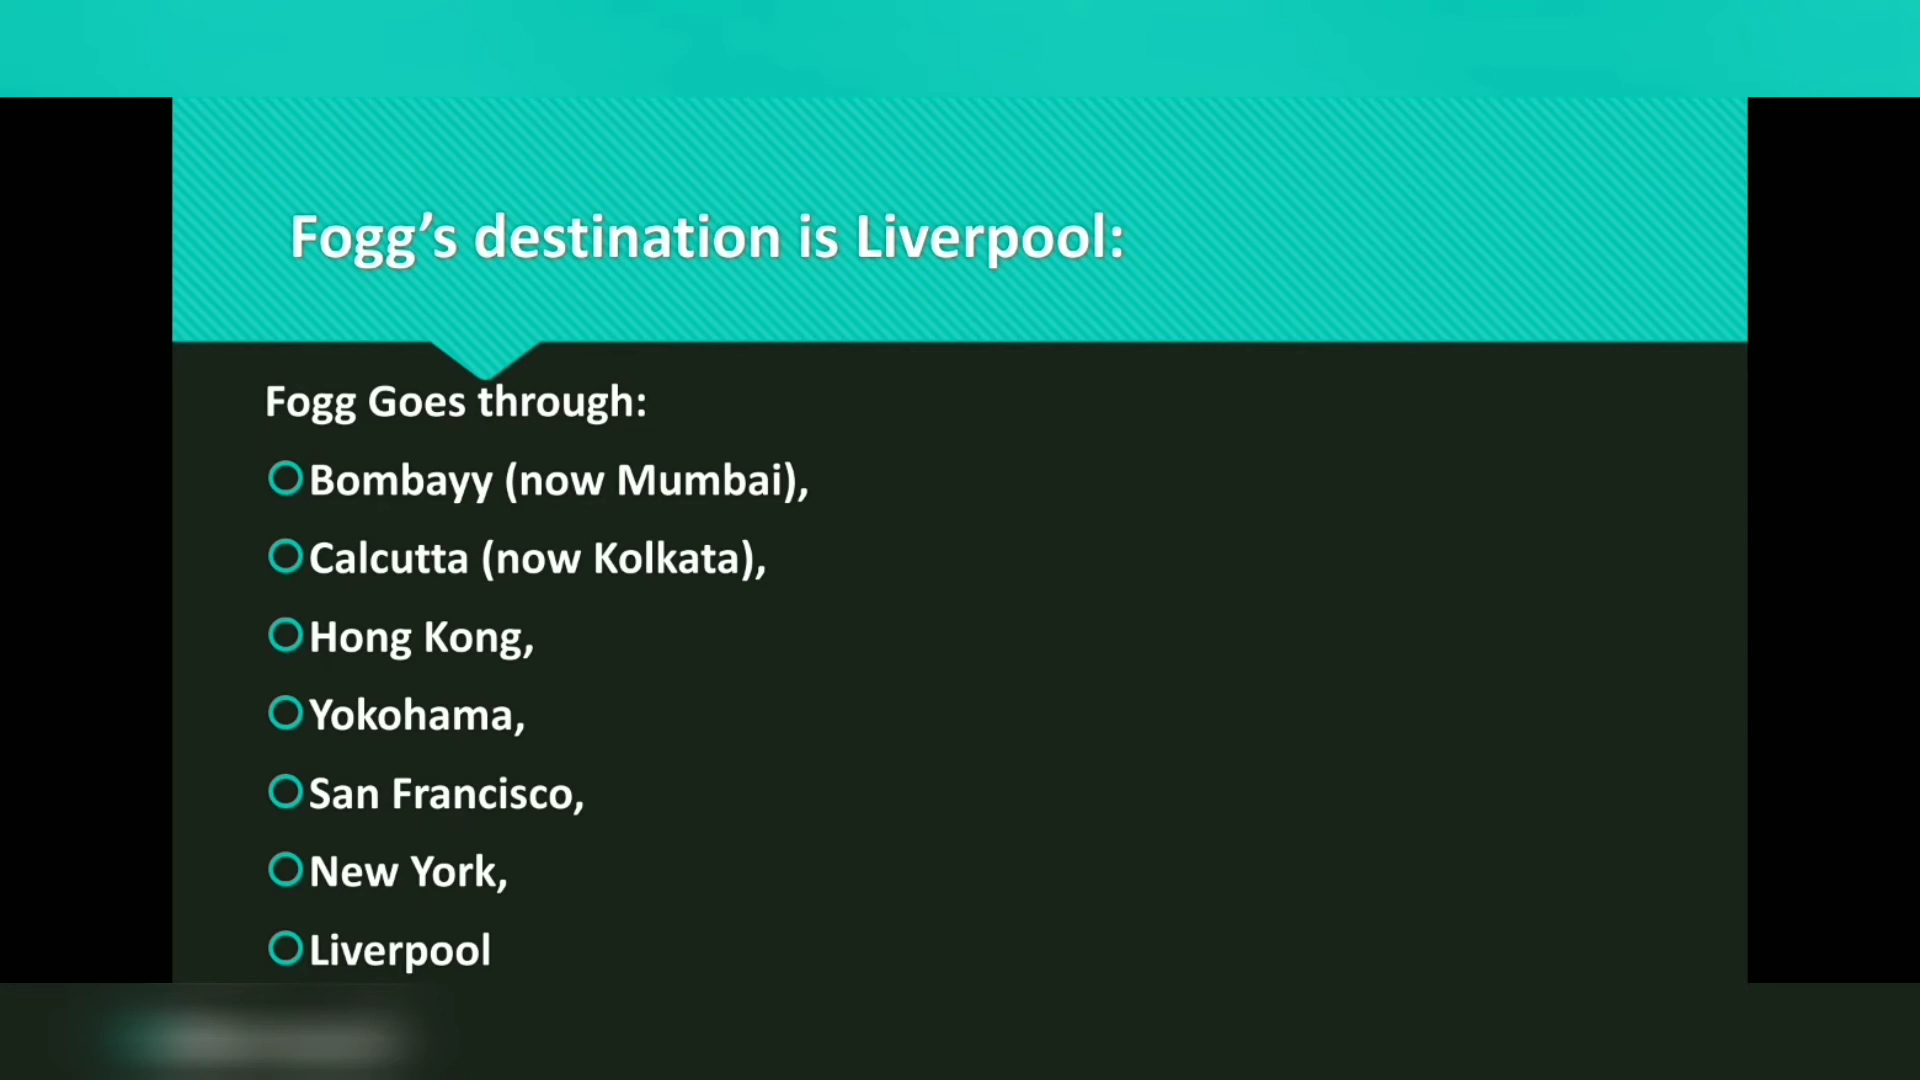 Fogg’s destination is Liverpool:
Fogg Goes through:
Bombayy (now Mumbai),
Calcutta (now Kolkata),
Hong Kong,
Yokohama,
San Francisco,
New York,
Liverpool